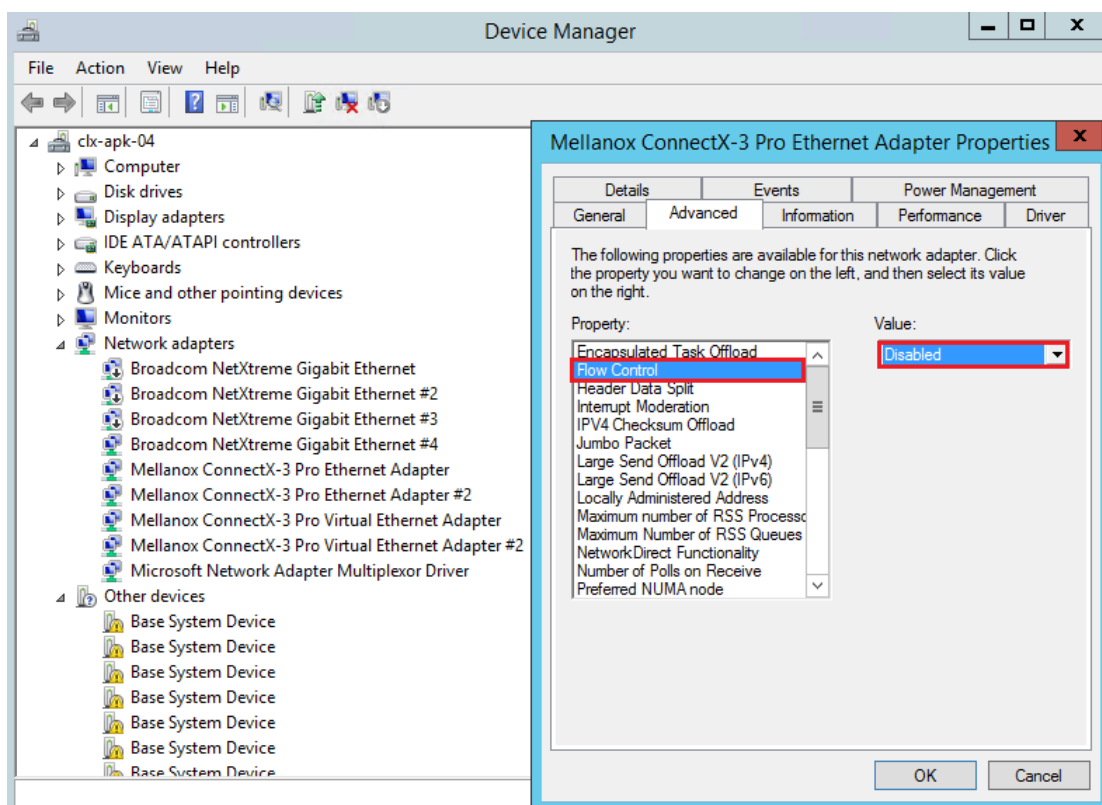 Device Manager
File Action View Help
clx-apk-04
Computer
Disk drives
Display adapters
IDE ATA/ATAPI controllers
Keyboards
Mice and other pointing devices
Monitors
Network adapters
Broadcom NetXtreme Gigabit Ethernet
Broadcom NetXtreme Gigabit Ethernet #2
Broadcom NetXtreme Gigabit Ethernet #3
Broadcom NetXtreme Gigabit Ethernet #4
Mellanox ConnectX-3 Pro Ethernet Adapter
Mellanox ConnectX-3 Pro Ethernet Adapter #2
Mellanox ConnectX-3 Pro Virtual Ethernet Adapter
Mellanox ConnectX-3 Pro Virtual Ethernet Adapter #2
Microsoft Network Adapter Multiplexor Driver
Other devices
Base System Device
Base System Device
Base System Device
Base System Device
Base System Device
Base System Device
Base System Device
Mellanox ConnectX-3 Pro Ethernet Adapter Properties
Details Events Power Management
General Advanced Information Performance Driver
The following properties are available for this network adapter. Click
the property you want to change on the left, and then select its value
on the right.
Property: Value:
Encapsulated Task Offload
Flow Control
Disabled
Header Data Split
Interrupt Moderation
IPV4 Checksum Offload
Jumbo Packet
Large Send Offload V2 (IPv4)
Large Send Offload V2 (IPv6)
Locally Administered Address
Maximum number of RSS Processo
Maximum Number of RSS Queues
NetworkDirect Functionality
Number of Polls on Receive
Preferred NUMA node
OK Cancel